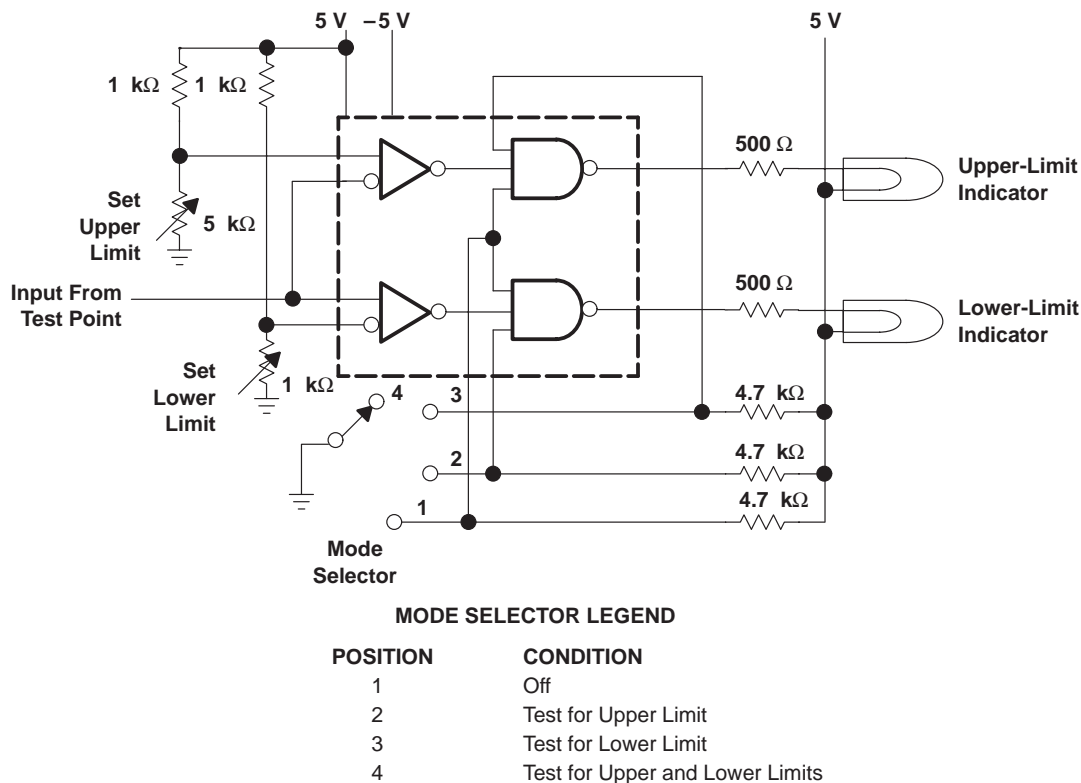 5 V
–5 V
5 V
1 kΩ
1 kΩ
500 Ω
Upper-Limit
Indicator
Set
Upper
Limit
5 kΩ
Input From
Test Point
500 Ω
Lower-Limit
Indicator
Set
Lower
Limit
1 kΩ
4
3
4.7 kΩ
2
4.7 kΩ
1
4.7 kΩ
Mode
Selector
MODE SELECTOR LEGEND
POSITION CONDITION
1 Off
2 Test for Upper Limit
3 Test for Lower Limit
4 Test for Upper and Lower Limits